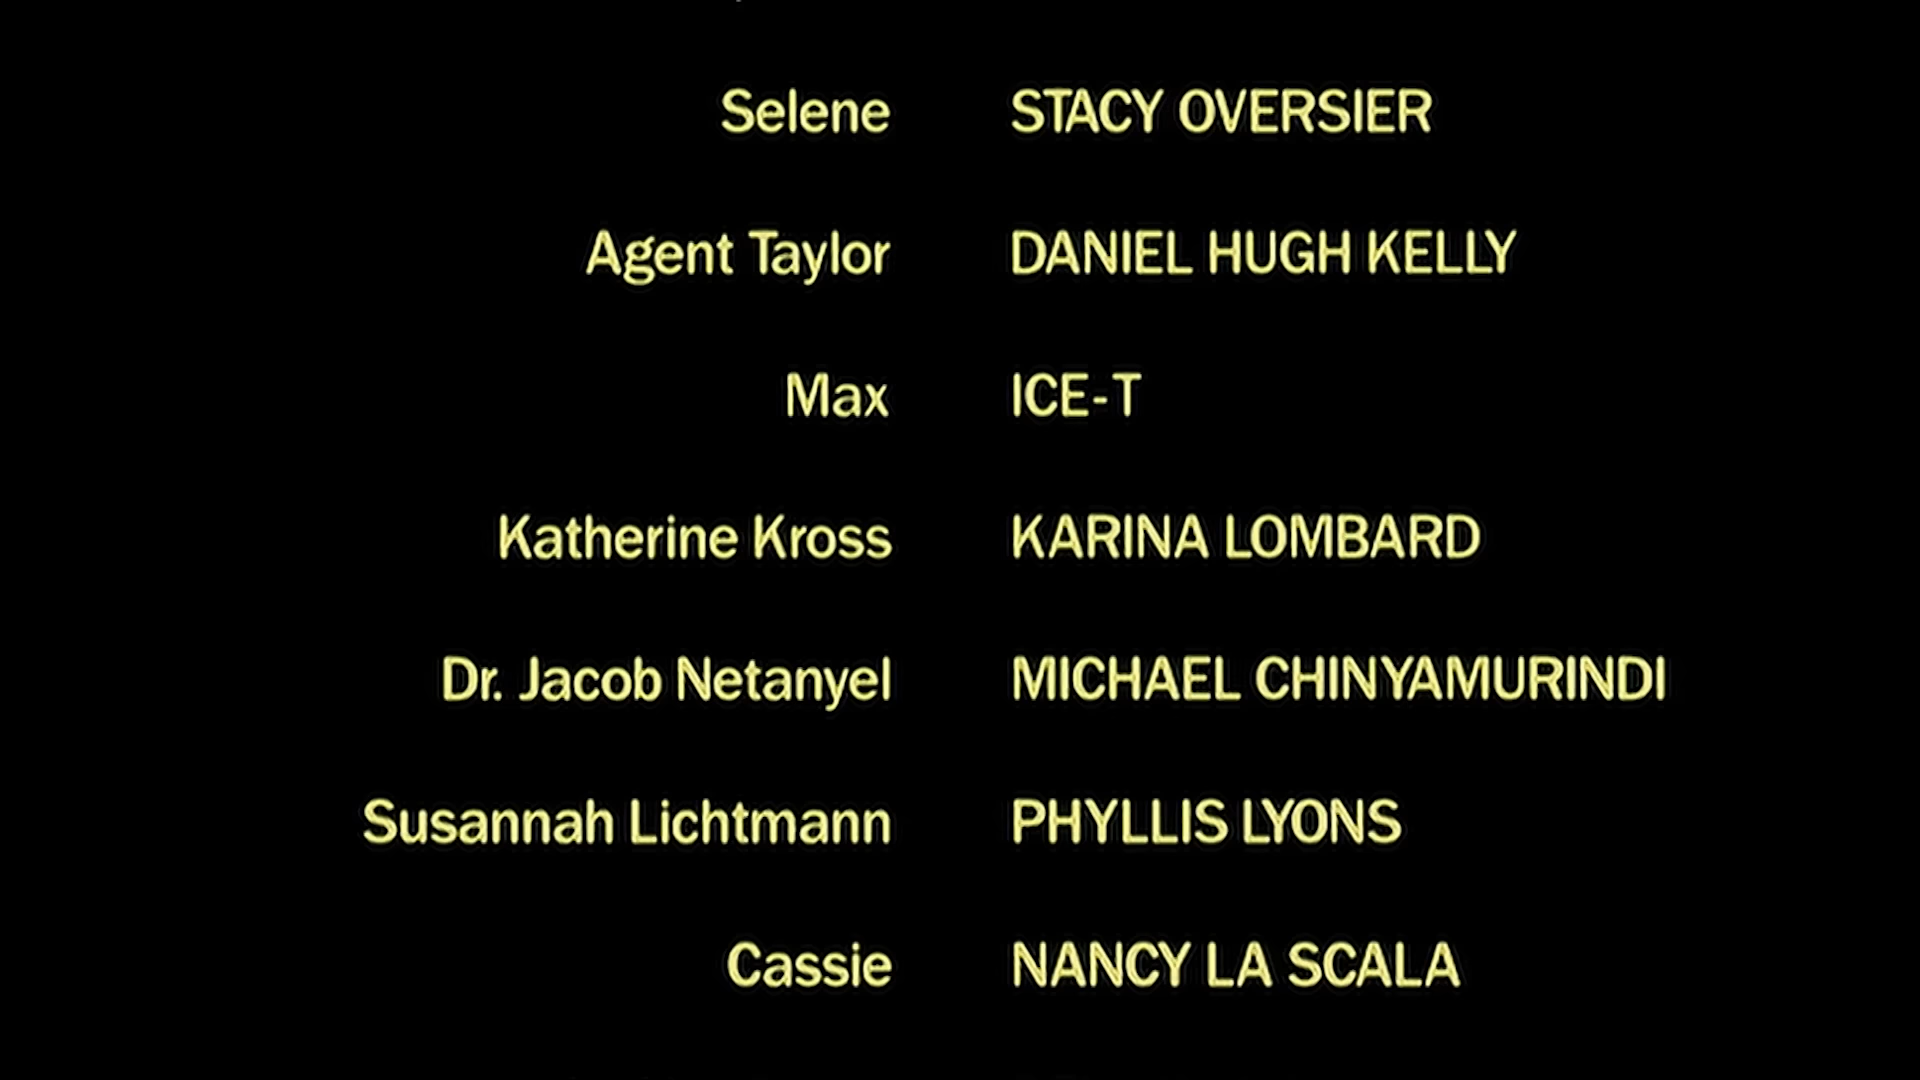 Selene STACY OVERSIER
Agent Taylor DANIEL HUGH KELLY
Max ICE-T
Katherine Kross KARINA LOMBARD
Dr. Jacob Netanyel MICHAEL CHINYAMURINDI
Susannah Lichtmann PHYLLIS LYONS
Cassie NANCY LA SCALA